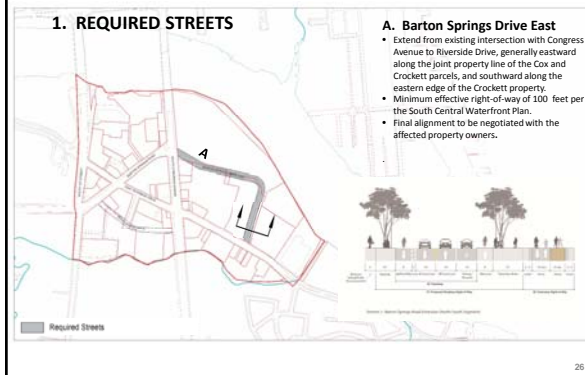 1. REQUIRED STREETS
A. Barton Springs Drive East
• Extend from existing intersection with Congress
Avenue to Riverside Drive, generally eastward
along the joint property line of the Cox and
Crockett parcels, and southward along the
eastern edge of the Crockett property.
• Minimum effective right-of-way of 100 feet per
the South Central Waterfront Plan.
• Final alignment to be negotiated with the
affected property owners.
A
Required Streets
26